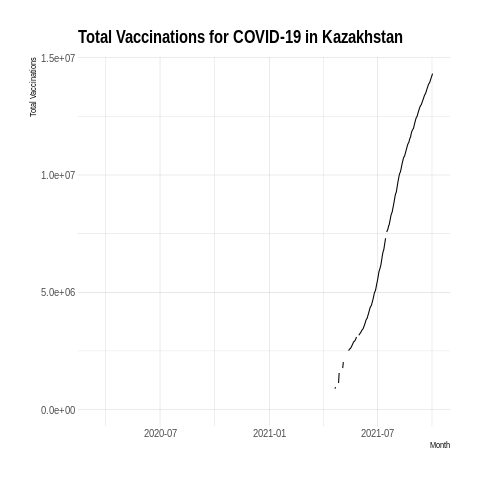 Total Vaccinations for COVID-19 in Kazakhstan
Total Vaccinations
1.5e+07
1.0e+07
5.0e+06
0.0e+00
2020-07 2021-01 2021-07
Month